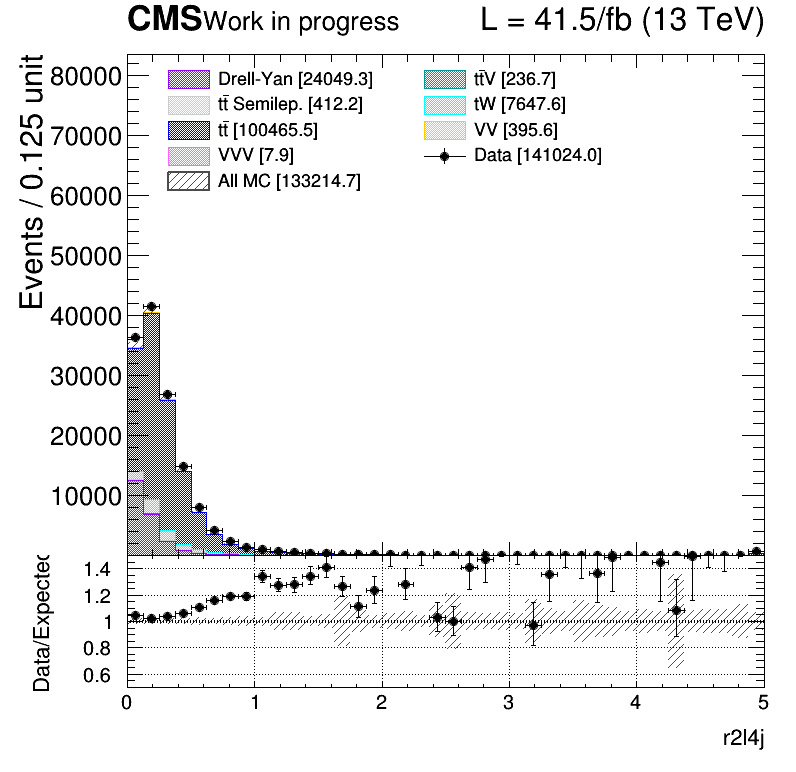 CMS Work in progress L = 41.5/fb (13 TeV)
Events / 0.125 unit
80000
70000
60000
50000
40000
30000
20000
10000
Drell-Yan [24049.3]
tt̄ Semilep. [412.2]
tt̄ [100465.5]
VVV [7.9]
All MC [133214.7]
tt̄V [236.7]
tW [7647.6]
VV [395.6]
Data [141024.0]
Data/Expected
1.4
1.2
1
0.8
0.6
0 1 2 3 4 5
r2l4j